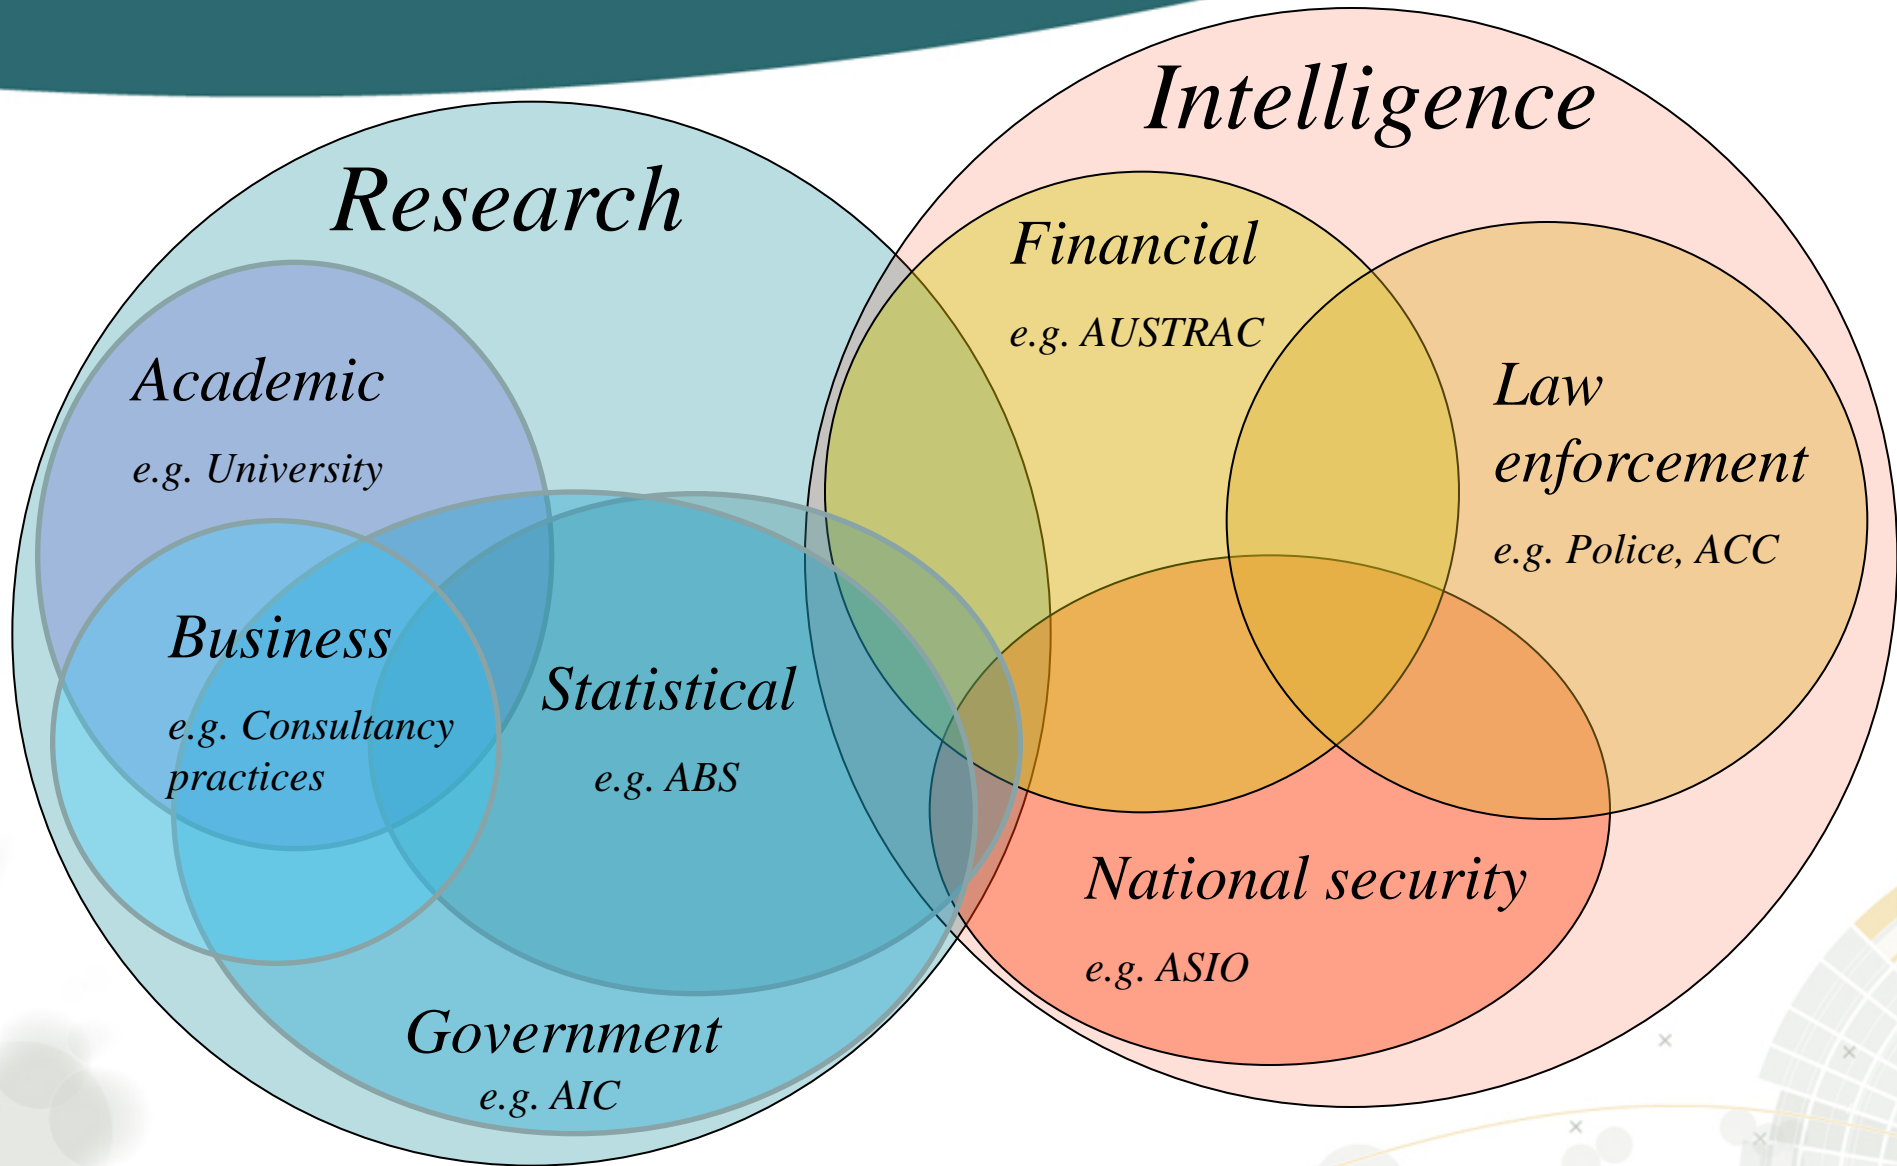 Intelligence
Research
Financial
e.g. AUSTRAC
Academic
e.g. University
Law
enforcement
e.g. Police, ACC
Business
e.g. Consultancy
practices
Statistical
e.g. ABS
National security
e.g. ASIO
Government
e.g. AIC